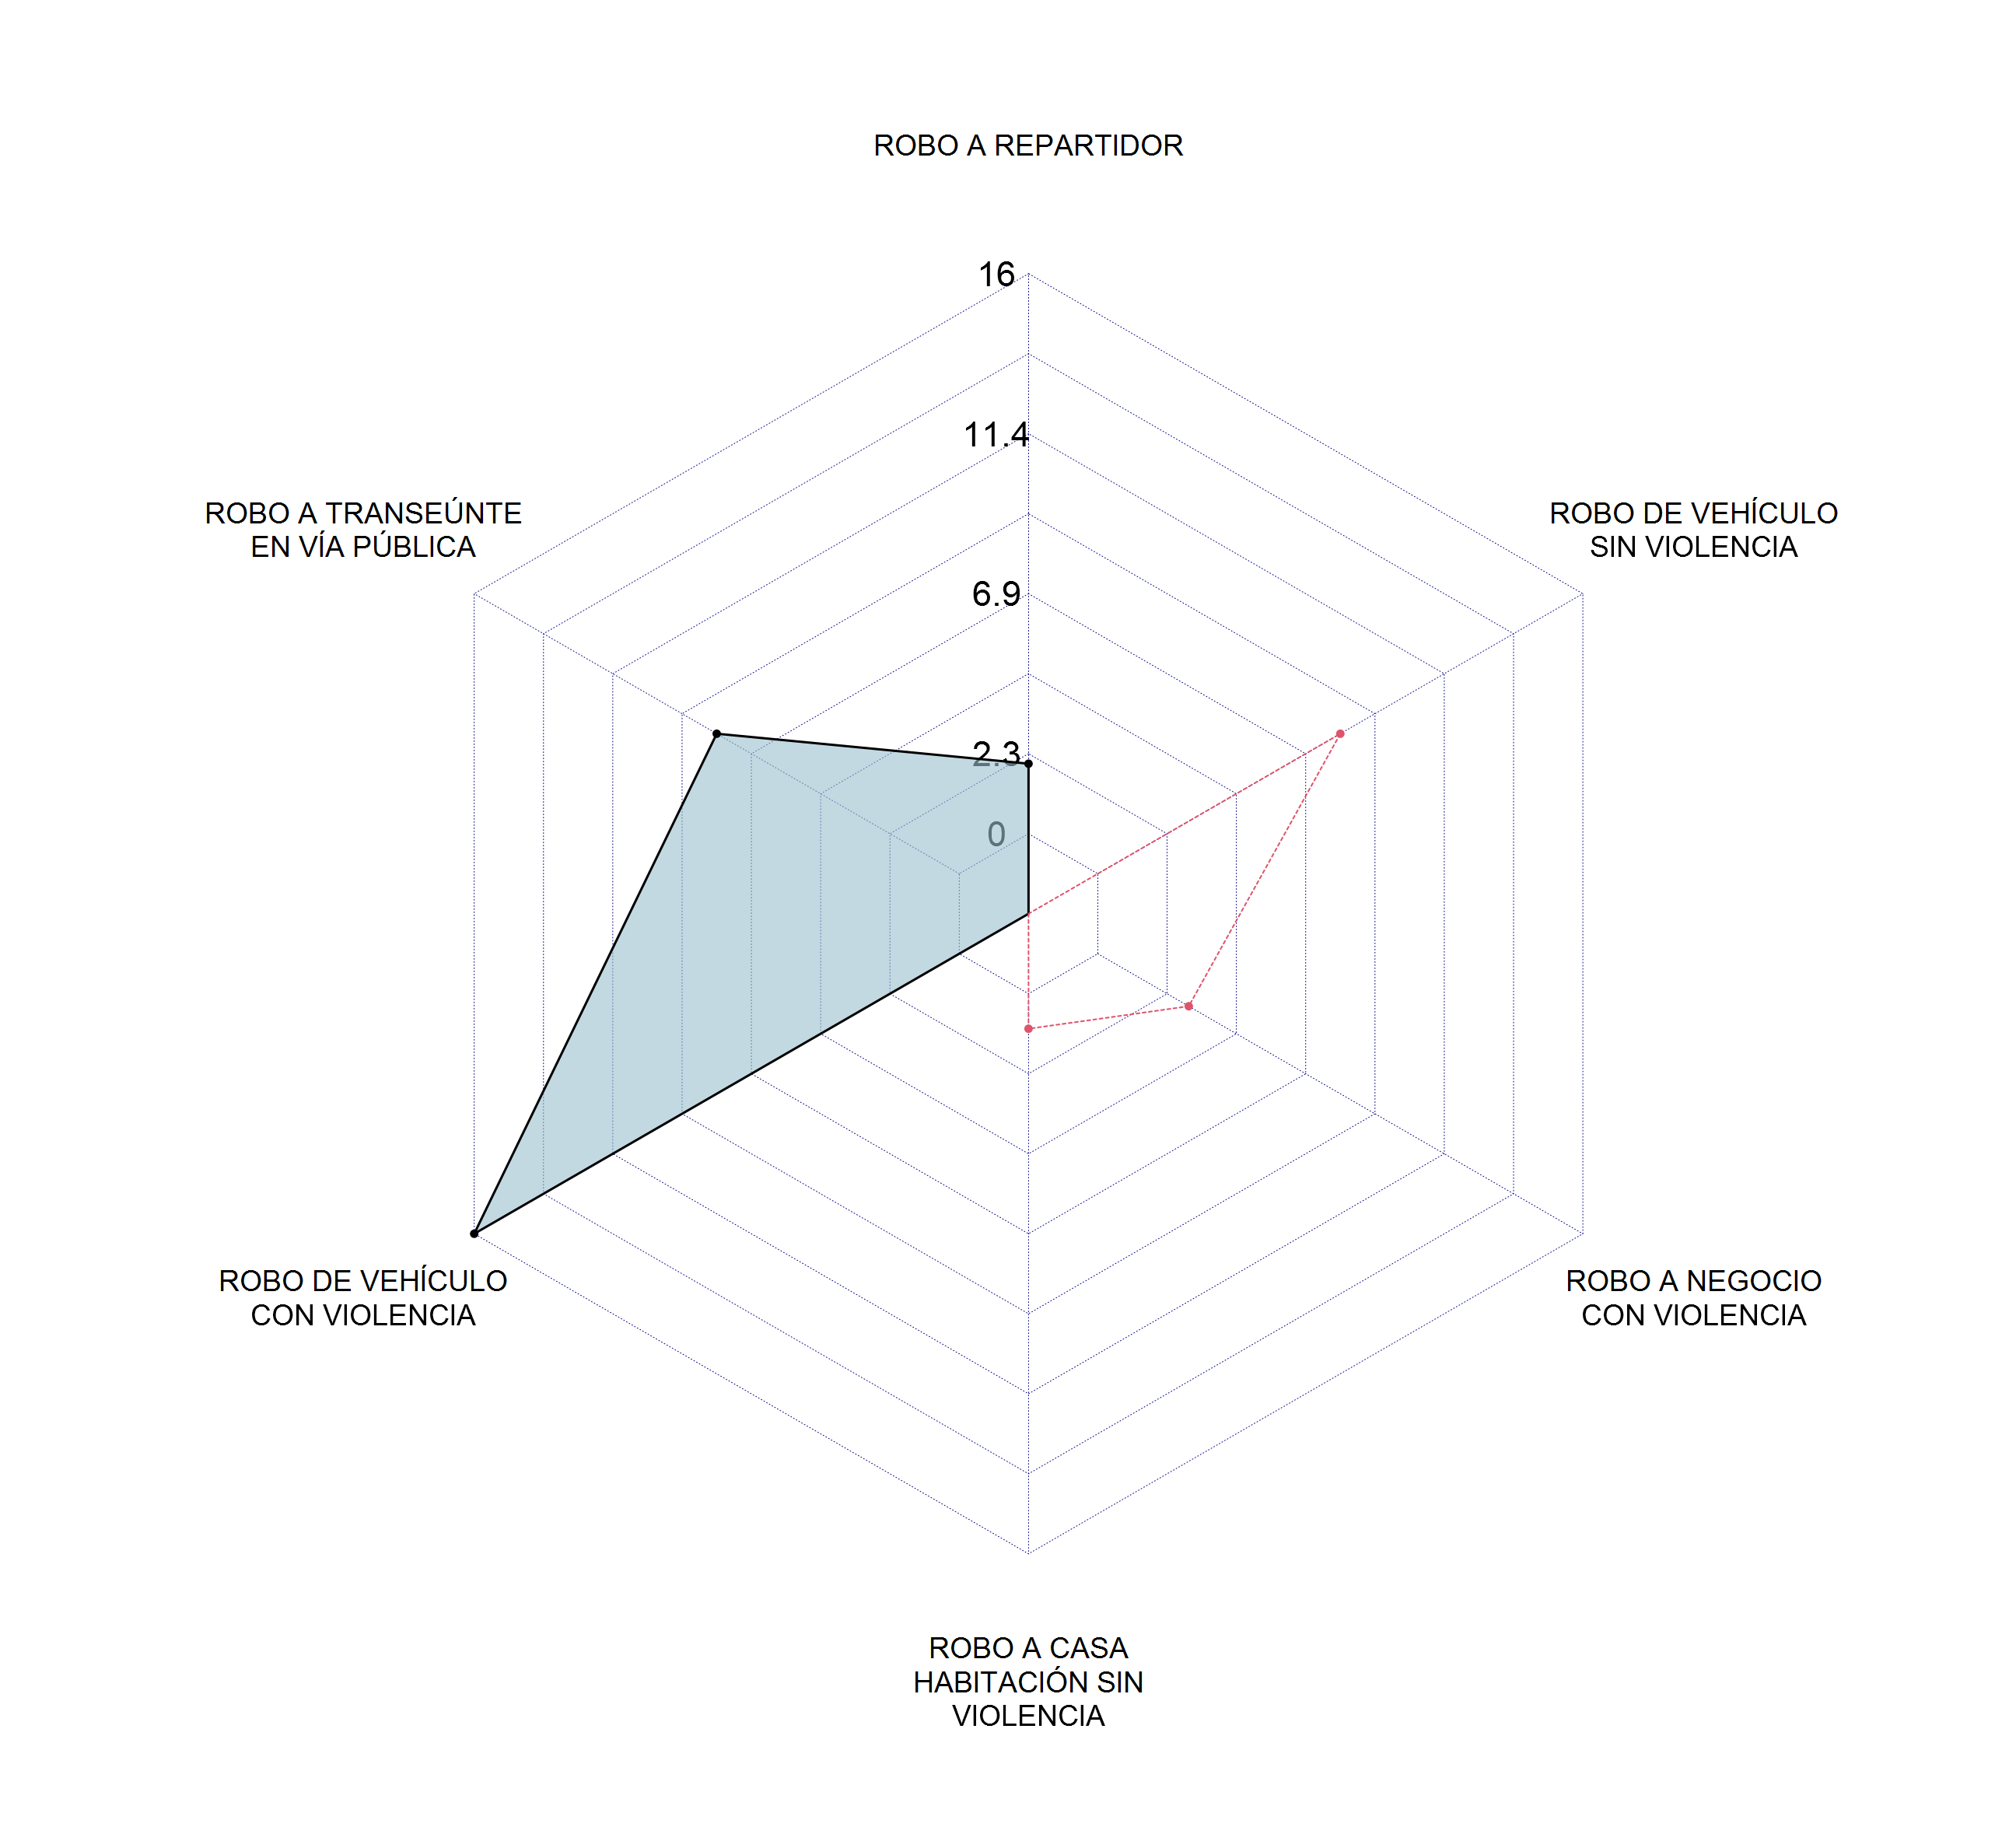 ROBO A REPARTIDOR
16
11.4
6.9
2.3
0
ROBO A TRANSEÚNTE
EN VÍA PÚBLICA
ROBO DE VEHÍCULO
SIN VIOLENCIA
ROBO DE VEHÍCULO
CON VIOLENCIA
ROBO A NEGOCIO
CON VIOLENCIA
ROBO A CASA
HABITACIÓN SIN
VIOLENCIA